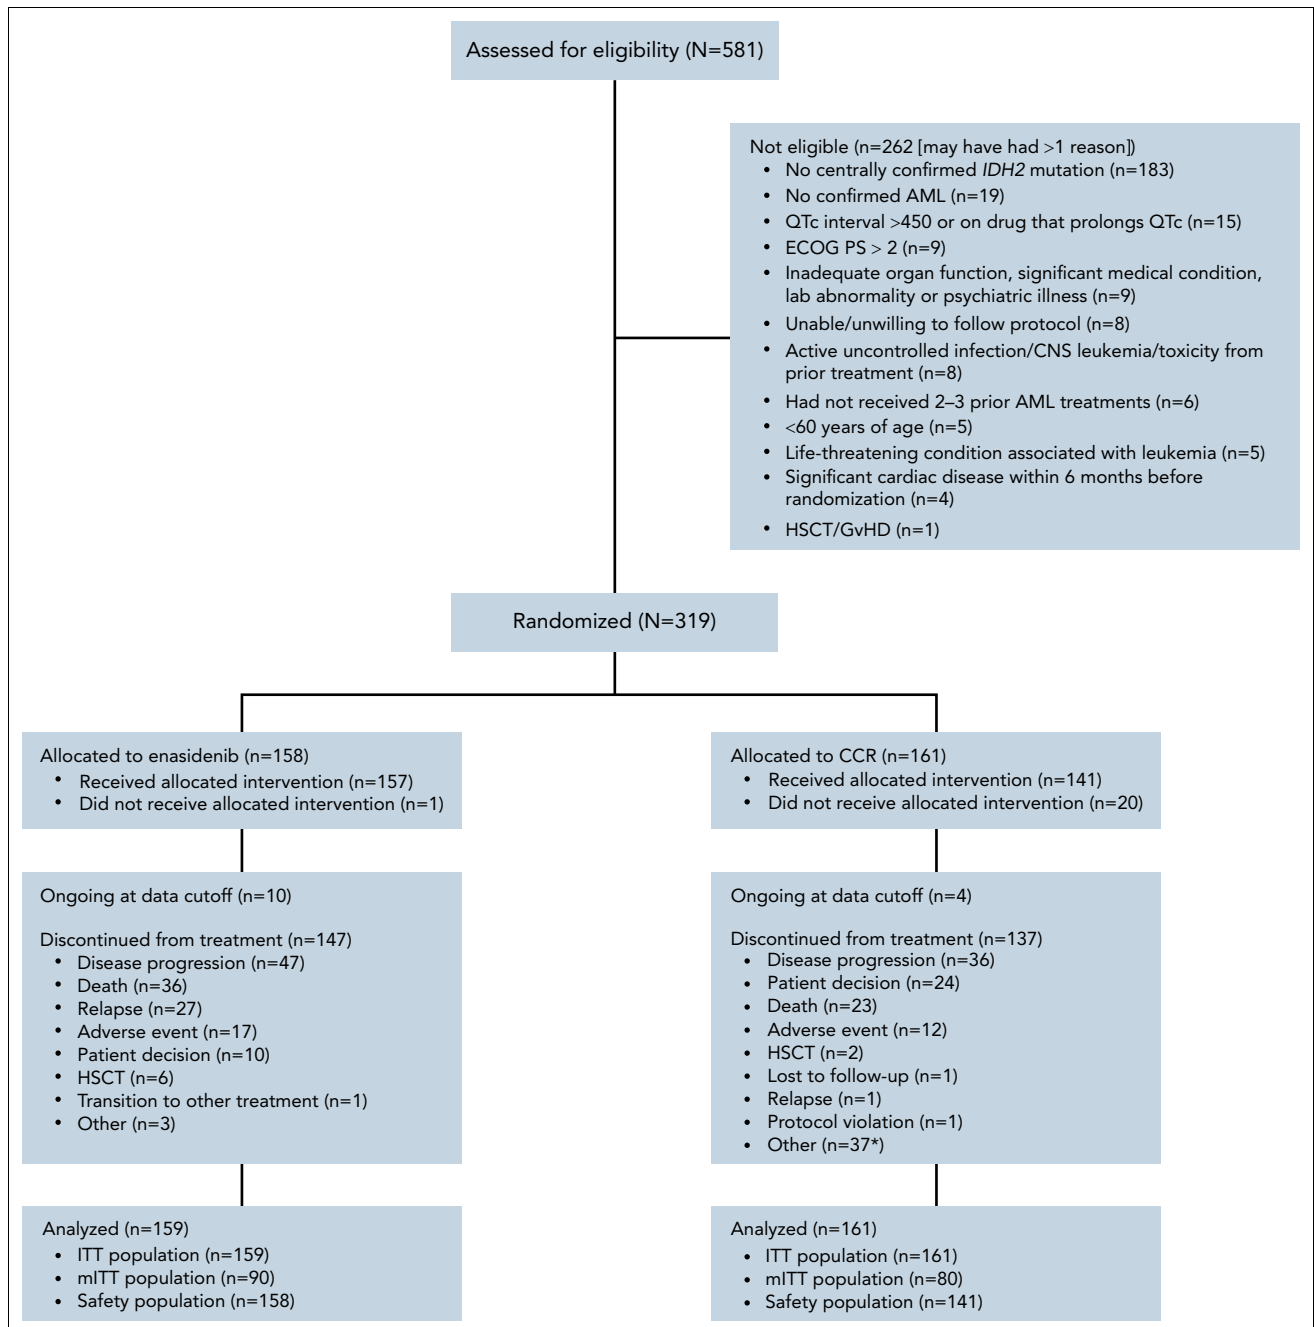 Assessed for eligibility (N=581)
Not eligible (n=262 [may have had >1 reason])
• No centrally confirmed IDH2 mutation (n=183)
• No confirmed AML (n=19)
• QTc interval >450 or on drug that prolongs QTc (n=15)
• ECOG PS > 2 (n=9)
• Inadequate organ function, significant medical condition,
lab abnormality or psychiatric illness (n=9)
• Unable/unwilling to follow protocol (n=8)
• Active uncontrolled infection/CNS leukemia/toxicity from
prior treatment (n=8)
• Had not received 2–3 prior AML treatments (n=6)
• <60 years of age (n=5)
• Life-threatening condition associated with leukemia (n=5)
• Significant cardiac disease within 6 months before
randomization (n=4)
• HSCT/GvHD (n=1)
Randomized (N=319)
Allocated to enasidenib (n=158)
• Received allocated intervention (n=157)
• Did not receive allocated intervention (n=1)
Allocated to CCR (n=161)
• Received allocated intervention (n=141)
• Did not receive allocated intervention (n=20)
Ongoing at data cutoff (n=10)
Discontinued from treatment (n=147)
• Disease progression (n=47)
• Death (n=36)
• Relapse (n=27)
• Adverse event (n=17)
• Patient decision (n=10)
• HSCT (n=6)
• Transition to other treatment (n=1)
• Other (n=3)
Ongoing at data cutoff (n=4)
Discontinued from treatment (n=137)
• Disease progression (n=36)
• Patient decision (n=24)
• Death (n=23)
• Adverse event (n=12)
• HSCT (n=2)
• Lost to follow-up (n=1)
• Relapse (n=1)
• Protocol violation (n=1)
• Other (n=37*)
Analyzed (n=159)
• ITT population (n=159)
• mITT population (n=90)
• Safety population (n=158)
Analyzed (n=161)
• ITT population (n=161)
• mITT population (n=80)
• Safety population (n=141)